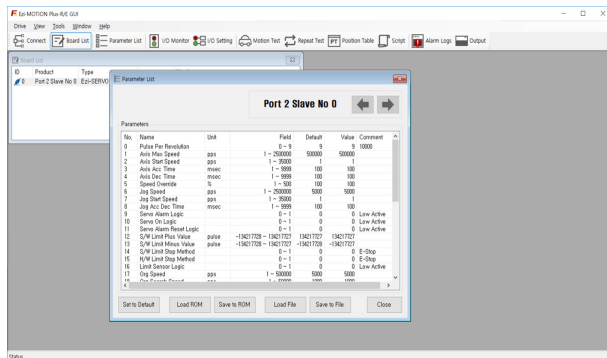 Ezi-MOTION Plus-R/E GUI
Drive View Tools Window Help
Connect Board List Parameter List I/O Monitor I/O Setting Motion Test Repeat Test PT Position Table Script Alarm Logs Output
Board List
ID Product Type
0 Port 2 Slave No 0 Ezi-SERVO
Parameter List
Port 2 Slave No 0
Parameters
No. Name Unit Field Default Value Comment
0 Pulse Per Revolution 0 ~ 9 9 9 10000
1 Axis Max Speed pps 1 ~ 2500000 500000 500000
2 Axis Start Speed pps 1 ~ 35000 1 1
3 Axis Acc Time msec 1 ~ 9999 100 100
4 Axis Dec Time msec 1 ~ 9999 100 100
5 Speed Override % 1 ~ 500 100 100
6 Jog Speed pps 1 ~ 2500000 5000 5000
7 Jog Start Speed pps 1 ~ 35000 1 1
8 Jog Acc Dec Time msec 1 ~ 9999 100 100
9 Servo Alarm Logic 0 ~ 1 0 0 Low Active
10 Servo On Logic 0 ~ 1 0 0 Low Active
11 Servo Alarm Reset Logic 0 ~ 1 0 0 Low Active
12 S/W Limit Plus Value pulse -134217728 ~ 134217727 134217727 134217727
13 S/W Limit Minus Value pulse -134217728 ~ 134217727 -134217728 -134217728
14 S/W Limit Stop Method 0 ~ 1 0 0 E-Stop
15 H/W Limit Stop Method 0 ~ 1 0 0 E-Stop
16 Limit Sensor Logic 0 ~ 1 0 0 Low Active
17 Org Speed pps 1 ~ 500000 5000 5000
Set to Default Load ROM Save to ROM Load File Save to File Close
Status